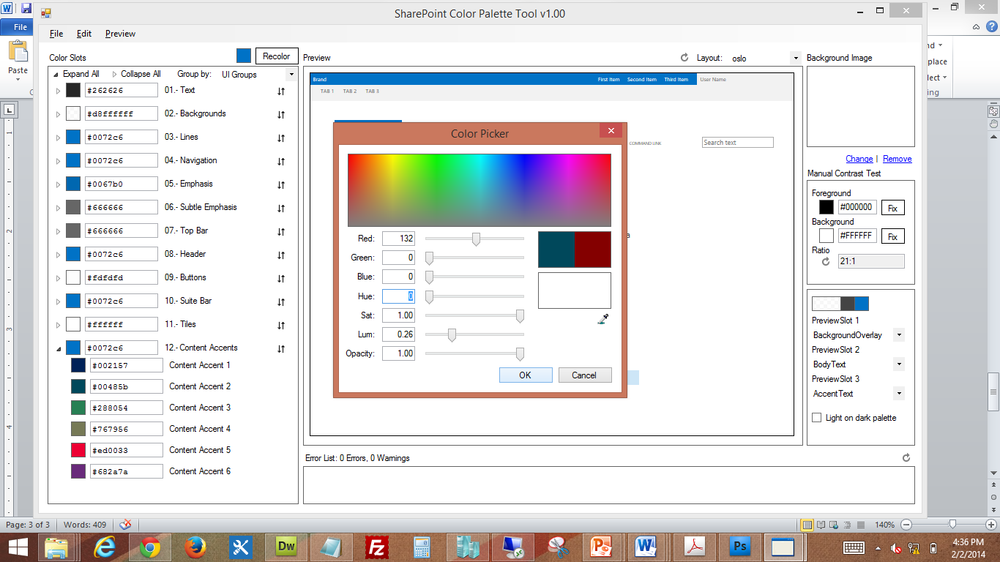 SharePoint Color Palette Tool v1.00
File
File Edit Preview
Paste
Color Slots
Recolor
Expand All Collapse All Group by: UI Groups
#262626 01.- Text
#d8ffffff 02.- Backgrounds
#0072c6 03.- Lines
#0072c6 04.- Navigation
#0067b0 05.- Emphasis
#666666 06.- Subtle Emphasis
#666666 07.- Top Bar
#0072c6 08.- Header
#fdfdfd 09.- Buttons
#0072c6 10.- Suite Bar
#ffffff 11.- Tiles
#0072c6 12.- Content Accents
#002157 Content Accent 1
#00485b Content Accent 2
#288054 Content Accent 3
#767956 Content Accent 4
#ed0033 Content Accent 5
#682a7a Content Accent 6
Preview
Layout: oslo
Brand First Item Second Item Third Item User Name
TAB 1 TAB 2 TAB 3
COMMAND LINK
Search text
a
Color Picker
Red: 132
Green: 0
Blue: 0
Hue: 0
Sat: 1.00
Lum: 0.26
Opacity: 1.00
OK Cancel
Error List: 0 Errors, 0 Warnings
Background Image
Change | Remove
Manual Contrast Test
Foreground
#000000 Fix
Background
#FFFFFF Fix
Ratio
21:1
PreviewSlot 1
BackgroundOverlay
PreviewSlot 2
BodyText
PreviewSlot 3
AccentText
Light on dark palette
nd
place
lect
ing
1
2
3
4
Page: 3 of 3 Words: 409 140%
Dw Fz Ps
4:36 PM
2/2/2014